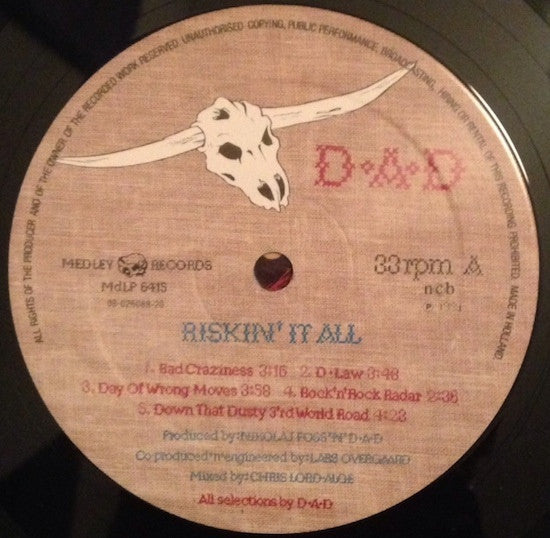 ALL RIGHTS OF THE PRODUCER AND OF THE OWNER OF THE RECORDED WORK RESERVED. UNAUTHORISED COPYING, PUBLIC PERFORMANCE, BROADCASTING, HIRING OR RENTAL OF THIS RECORDING PROHIBITED. MADE IN HOLLAND.
D·A·D
MEDLEY RECORDS
MdLP 6415
33rpm A
ncb
RISKIN' IT ALL
1. Bad Craziness 3:16 2. D-Law 3:48
3. Day Of Wrong Moves 3:58 4. Rock'n'Rock Radar 2:36
5. Down That Dusty 3'rd World Road 4:23
Produced by: NIKOLAJ FOSS 'N' D·A·D
Co produced 'n' engineered by: LARS OVERGAARD
Mixed by: CHRIS LORD-ALGE
All selections by D·A·D